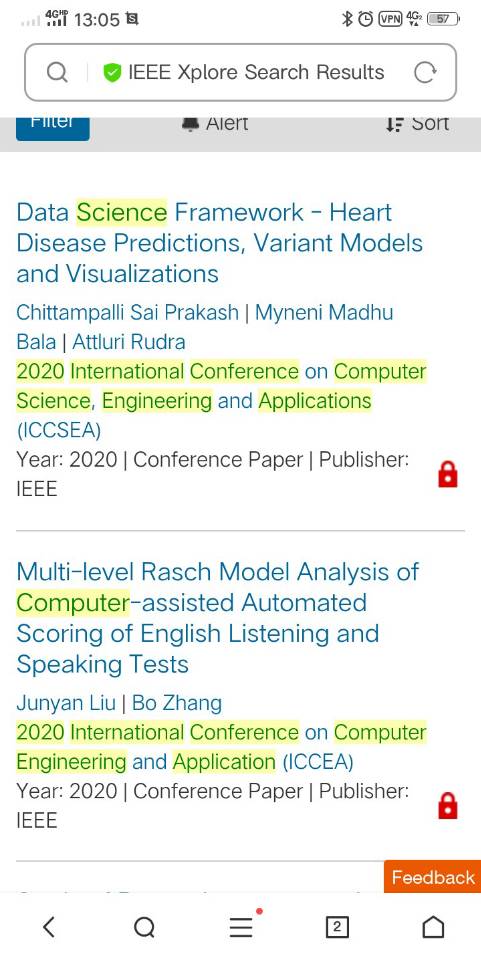 4GHD 13:05 VPN 4G2 57
IEEE Xplore Search Results
Filter Alert Sort
Data Science Framework - Heart
Disease Predictions, Variant Models
and Visualizations
Chittampalli Sai Prakash | Myneni Madhu
Bala | Attluri Rudra
2020 International Conference on Computer
Science, Engineering and Applications
(ICCSEA)
Year: 2020 | Conference Paper | Publisher:
IEEE
Multi-level Rasch Model Analysis of
Computer-assisted Automated
Scoring of English Listening and
Speaking Tests
Junyan Liu | Bo Zhang
2020 International Conference on Computer
Engineering and Application (ICCEA)
Year: 2020 | Conference Paper | Publisher:
IEEE
Feedback
2